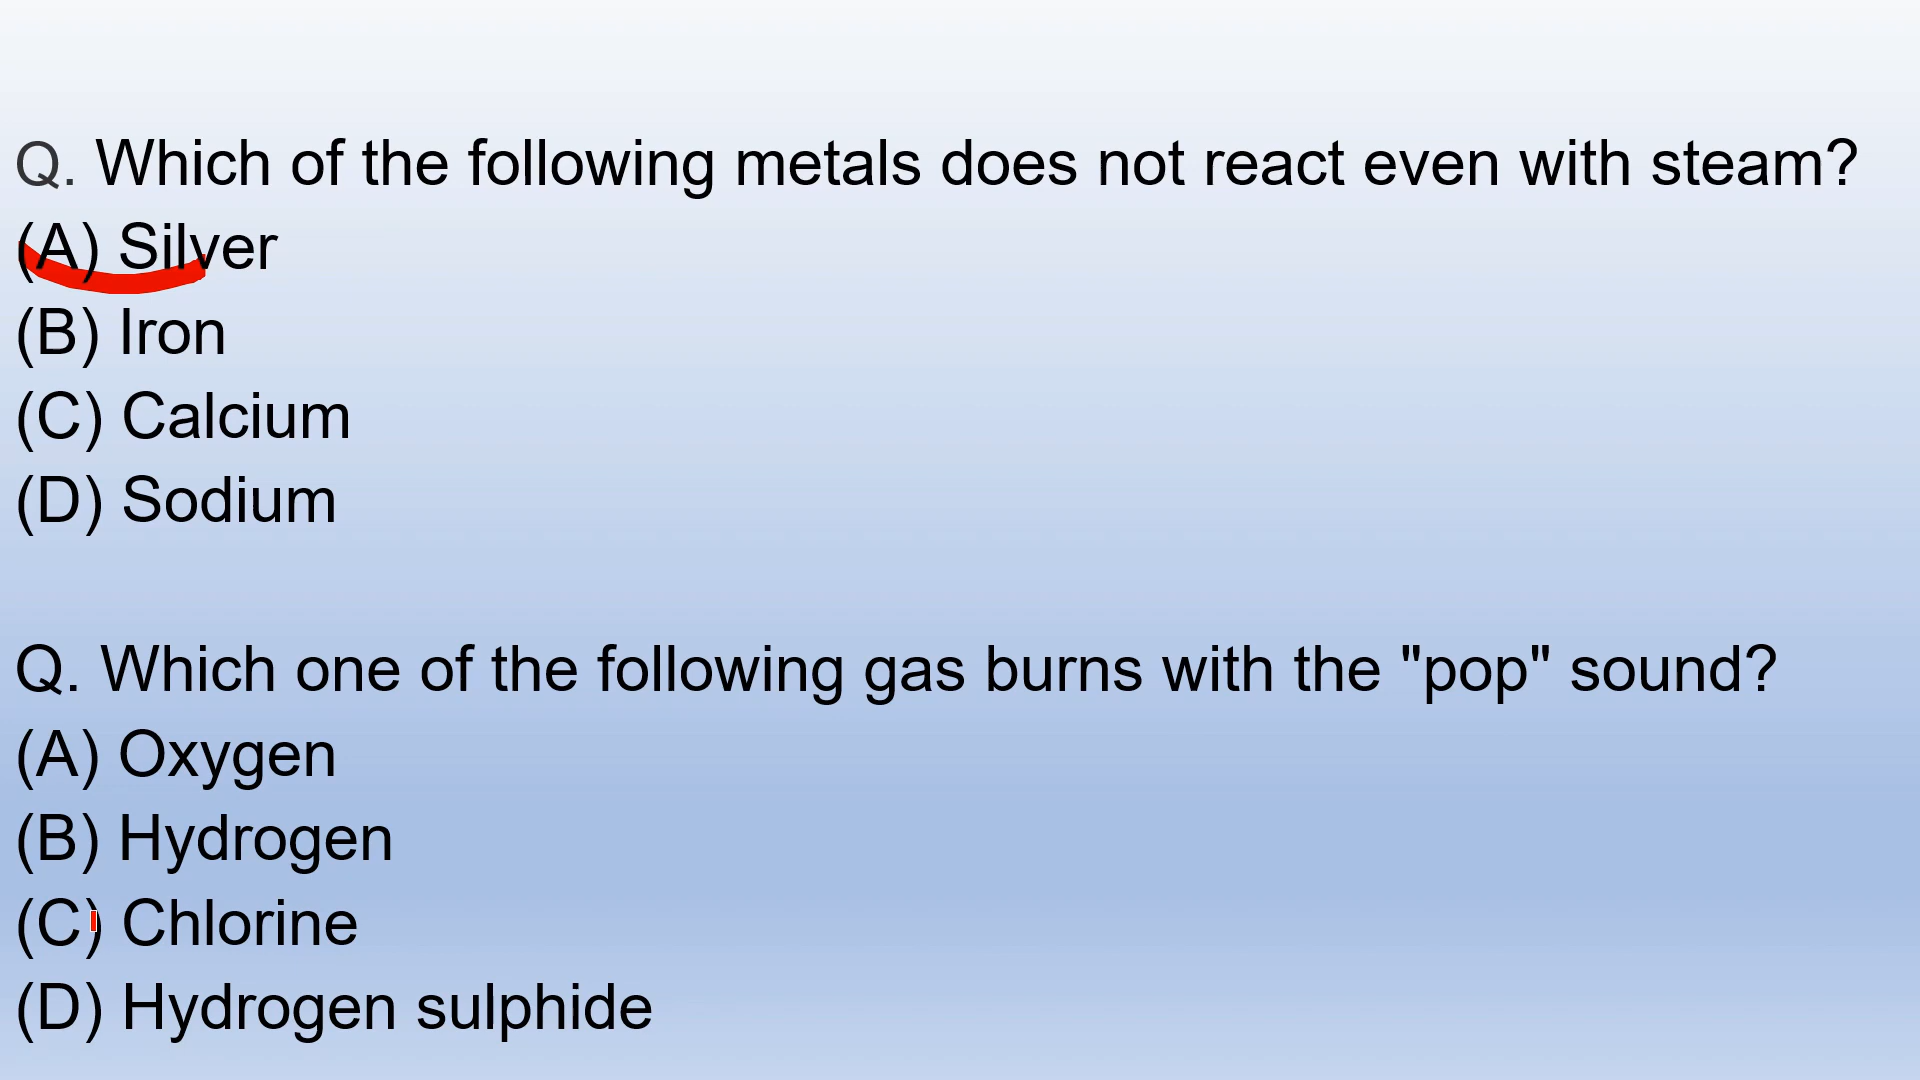 Q. Which of the following metals does not react even with steam?
(A) Silver
(B) Iron
(C) Calcium
(D) Sodium
Q. Which one of the following gas burns with the "pop" sound?
(A) Oxygen
(B) Hydrogen
(C) Chlorine
(D) Hydrogen sulphide